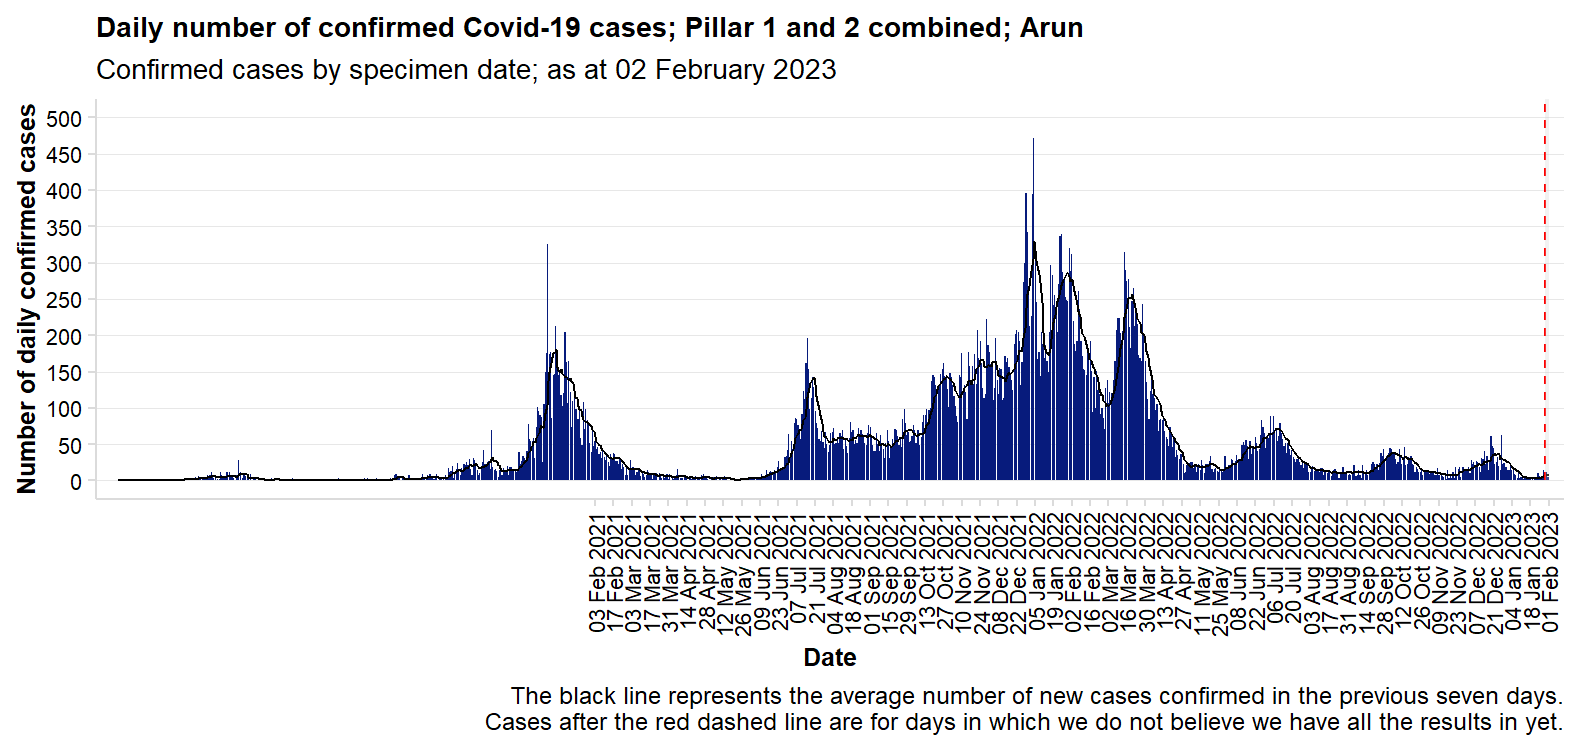 Daily number of confirmed Covid-19 cases; Pillar 1 and 2 combined; Arun
Confirmed cases by specimen date; as at 02 February 2023
Number of daily confirmed cases
500
450
400
350
300
250
200
150
100
50
0
03 Feb 2021
17 Feb 2021
03 Mar 2021
17 Mar 2021
31 Mar 2021
14 Apr 2021
28 Apr 2021
12 May 2021
26 May 2021
09 Jun 2021
23 Jun 2021
07 Jul 2021
21 Jul 2021
04 Aug 2021
18 Aug 2021
01 Sep 2021
15 Sep 2021
29 Sep 2021
13 Oct 2021
27 Oct 2021
10 Nov 2021
24 Nov 2021
08 Dec 2021
22 Dec 2021
05 Jan 2022
19 Jan 2022
02 Feb 2022
16 Feb 2022
02 Mar 2022
16 Mar 2022
30 Mar 2022
13 Apr 2022
27 Apr 2022
11 May 2022
25 May 2022
08 Jun 2022
22 Jun 2022
06 Jul 2022
20 Jul 2022
03 Aug 2022
17 Aug 2022
31 Aug 2022
14 Sep 2022
28 Sep 2022
12 Oct 2022
26 Oct 2022
09 Nov 2022
23 Nov 2022
07 Dec 2022
21 Dec 2022
04 Jan 2023
18 Jan 2023
01 Feb 2023
Date
The black line represents the average number of new cases confirmed in the previous seven days.
Cases after the red dashed line are for days in which we do not believe we have all the results in yet.